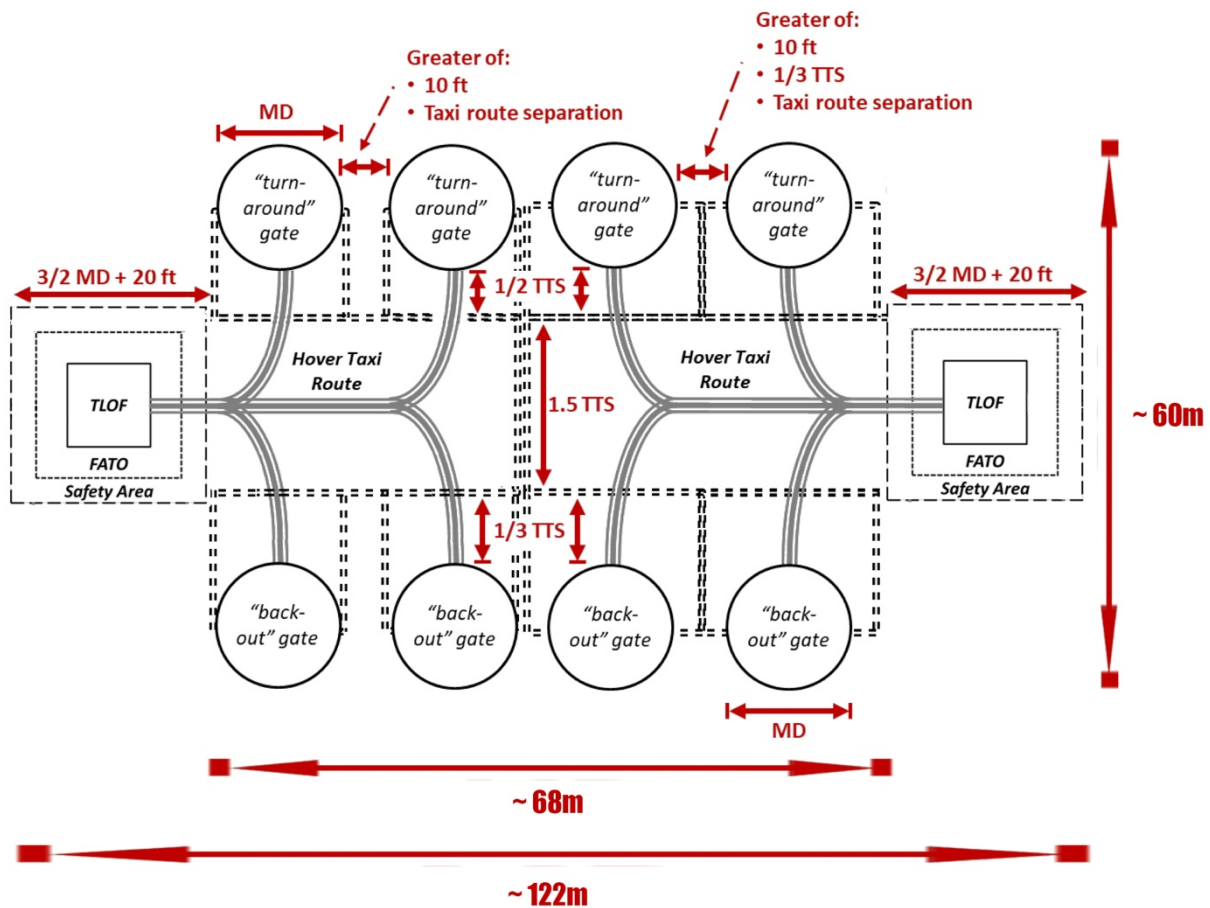 Greater of:
• 10 ft
• 1/3 TTS
• Taxi route separation
Greater of:
• 10 ft
• Taxi route separation
MD
"turn-
around"
gate
"turn-
around"
gate
"turn-
around"
gate
"turn-
around"
gate
3/2 MD + 20 ft
1/2 TTS
3/2 MD + 20 ft
Hover Taxi
Route
Hover Taxi
Route
TLOF
FATO
Safety Area
1.5 TTS
TLOF
FATO
Safety Area
~ 60m
1/3 TTS
"back-
out" gate
"back-
out" gate
"back-
out" gate
"back-
out" gate
MD
~ 68m
~ 122m